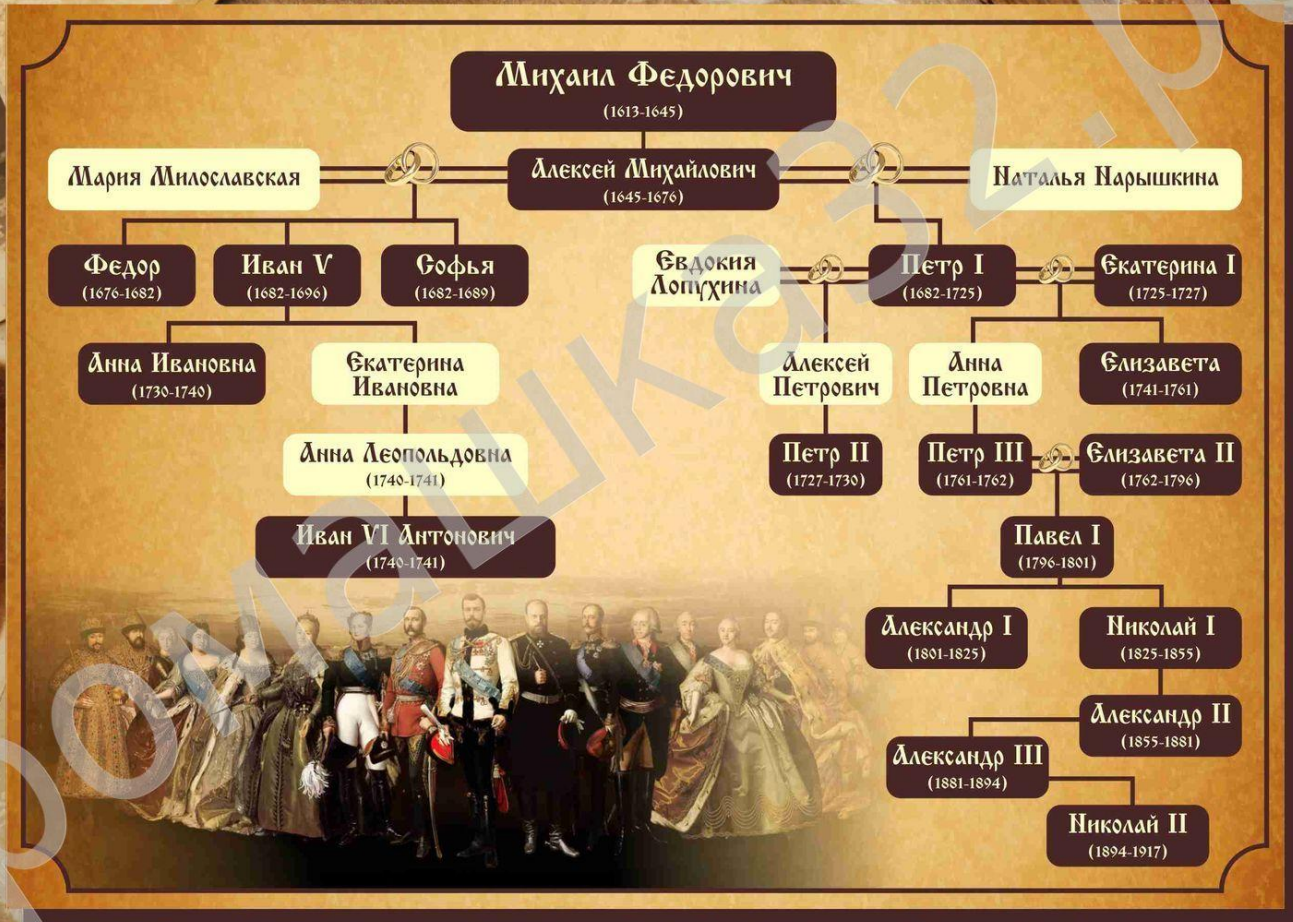 Михаил Федорович
(1613-1645)
Мария Милославская
Алексей Михайлович
(1645-1676)
Наталья Нарышкина
Федор
(1676-1682)
Иван V
(1682-1696)
Софья
(1682-1689)
Евдокия
Лопухина
Петр I
(1682-1725)
Екатерина I
(1725-1727)
Анна Ивановна
(1730-1740)
Екатерина
Ивановна
Алексей
Петрович
Анна
Петровна
Елизавета
(1741-1761)
Анна Леопольдовна
(1740-1741)
Петр II
(1727-1730)
Петр III
(1761-1762)
Елизавета II
(1762-1796)
Иван VI Антонович
(1740-1741)
Павел I
(1796-1801)
Александр I
(1801-1825)
Николай I
(1825-1855)
Александр II
(1855-1881)
Александр III
(1881-1894)
Николай II
(1894-1917)
ромашка32.р